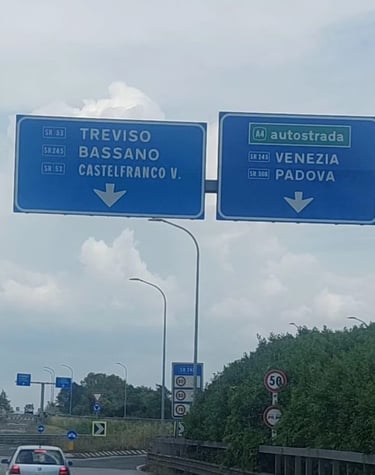 SR 53 TREVISO
SR 245 BASSANO
SR 53 CASTELFRANCO V.
A4 autostrada
SR 245 VENEZIA
SR 308 PADOVA
50